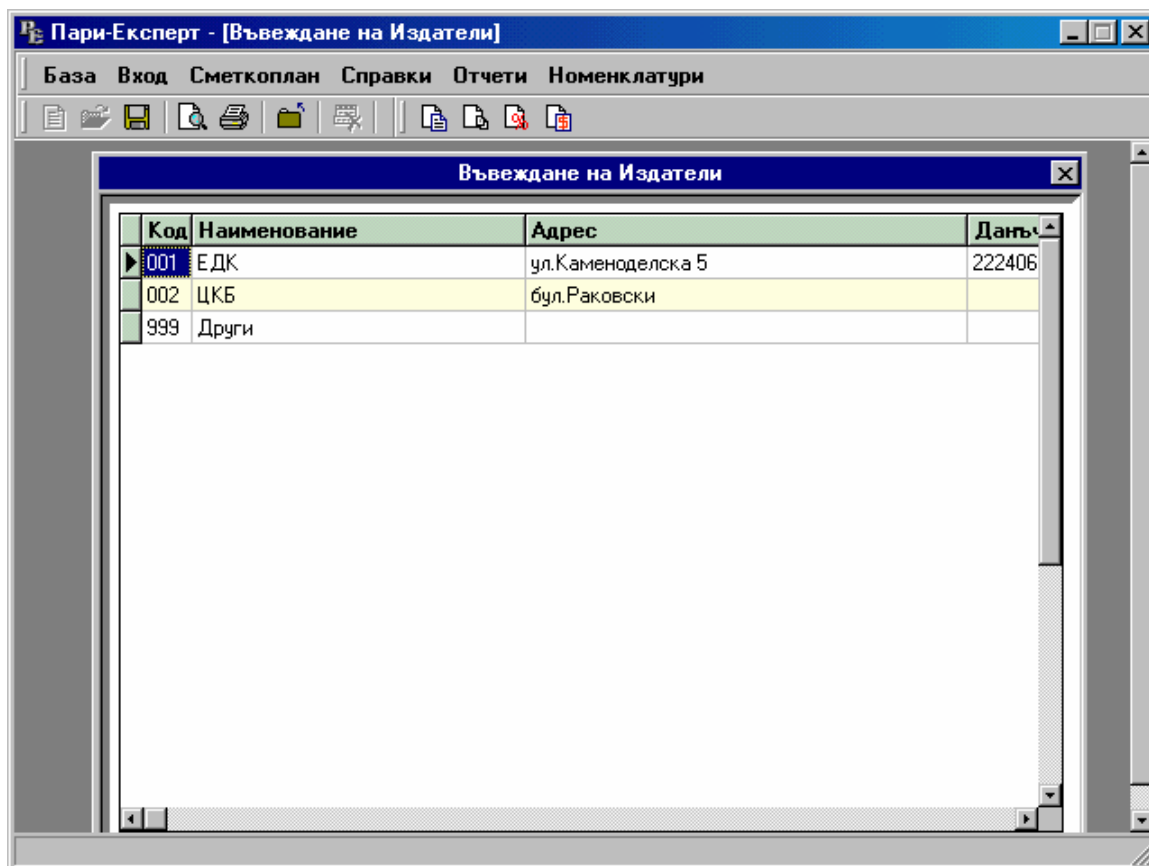 Пари-Експерт - [Въвеждане на Издатели]
База Вход Сметкоплан Справки Отчети Номенклатури
Въвеждане на Издатели
Код Наименование Адрес Данъч
001 ЕДК ул.Каменоделска 5 222406
002 ЦКБ бул.Раковски
999 Други